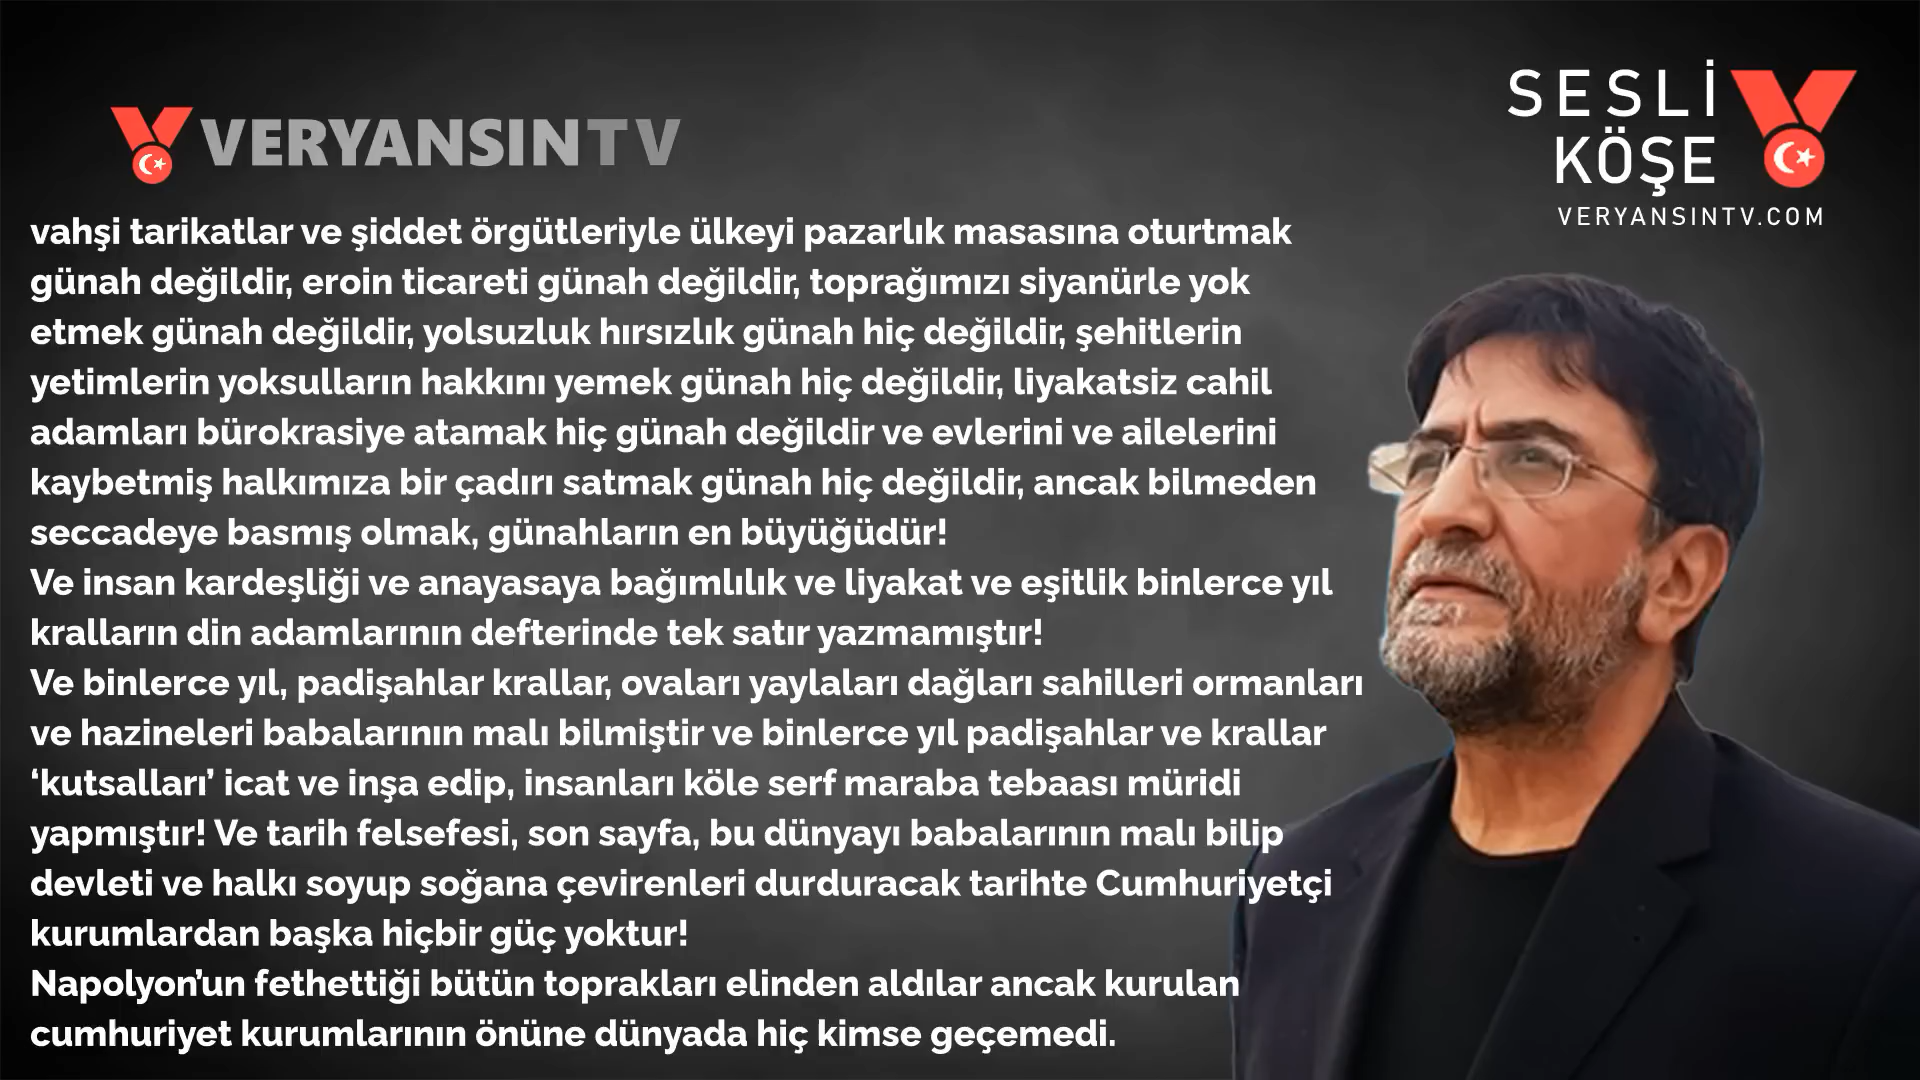 VERYANSINTV
SESLİ
KÖŞE
VERYANSINTV.COM
vahşi tarikatlar ve şiddet örgütleriyle ülkeyi pazarlık masasına oturtmak
günah değildir, eroin ticareti günah değildir, toprağımızı siyanürle yok
etmek günah değildir, yolsuzluk hırsızlık günah hiç değildir, şehitlerin
yetimlerin yoksulların hakkını yemek günah hiç değildir, liyakatsiz cahil
adamları bürokrasiye atamak hiç günah değildir ve evlerini ve ailelerini
kaybetmiş halkımıza bir çadırı satmak günah hiç değildir, ancak bilmeden
seccadeye basmış olmak, günahların en büyüğüdür!
Ve insan kardeşliği ve anayasaya bağımlılık ve liyakat ve eşitlik binlerce yıl
kralların din adamlarının defterinde tek satır yazmamıştır!
Ve binlerce yıl, padişahlar krallar, ovaları yaylaları dağları sahilleri ormanları
ve hazineleri babalarının malı bilmiştir ve binlerce yıl padişahlar ve krallar
‘kutsalları’ icat ve inşa edip, insanları köle serf maraba tebaası müridi
yapmıştır! Ve tarih felsefesi, son sayfa, bu dünyayı babalarının malı bilip
devleti ve halkı soyup soğana çevirenleri durduracak tarihte Cumhuriyetçi
kurumlardan başka hiçbir güç yoktur!
Napolyon’un fethettiği bütün toprakları elinden aldılar ancak kurulan
cumhuriyet kurumlarının önüne dünyada hiç kimse geçemedi.